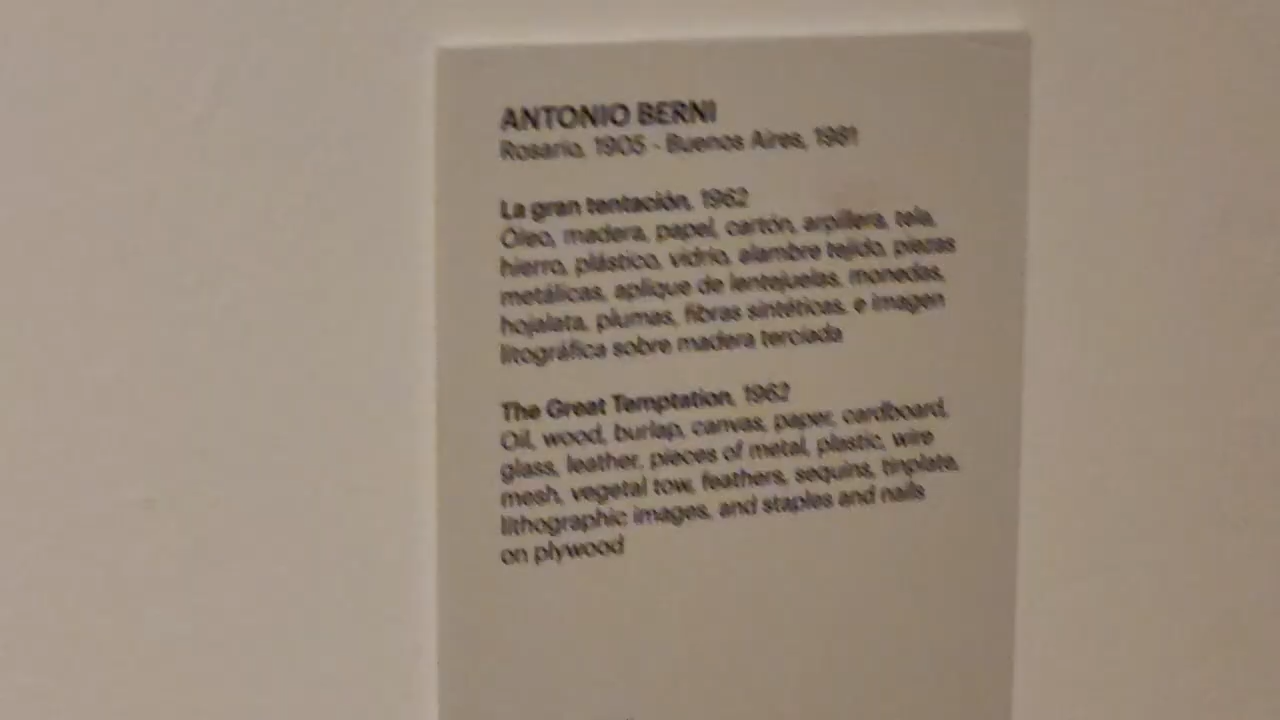 ANTONIO BERNI
Rosario, 1905 - Buenos Aires, 1981
La gran tentación, 1962
Óleo, madera, papel, cartón, arpillera, tela,
hierro, plástico, vidrio, alambre tejido, piezas
metálicas, aplique de lentejuelas, monedas,
hojalata, plumas, fibras sintéticas, e imagen
litográfica sobre madera terciada
The Great Temptation, 1962
Oil, wood, burlap, canvas, paper, cardboard,
glass, leather, pieces of metal, plastic, wire
mesh, vegetal tow, feathers, sequins, tinplate,
lithographic images, and staples and nails
on plywood